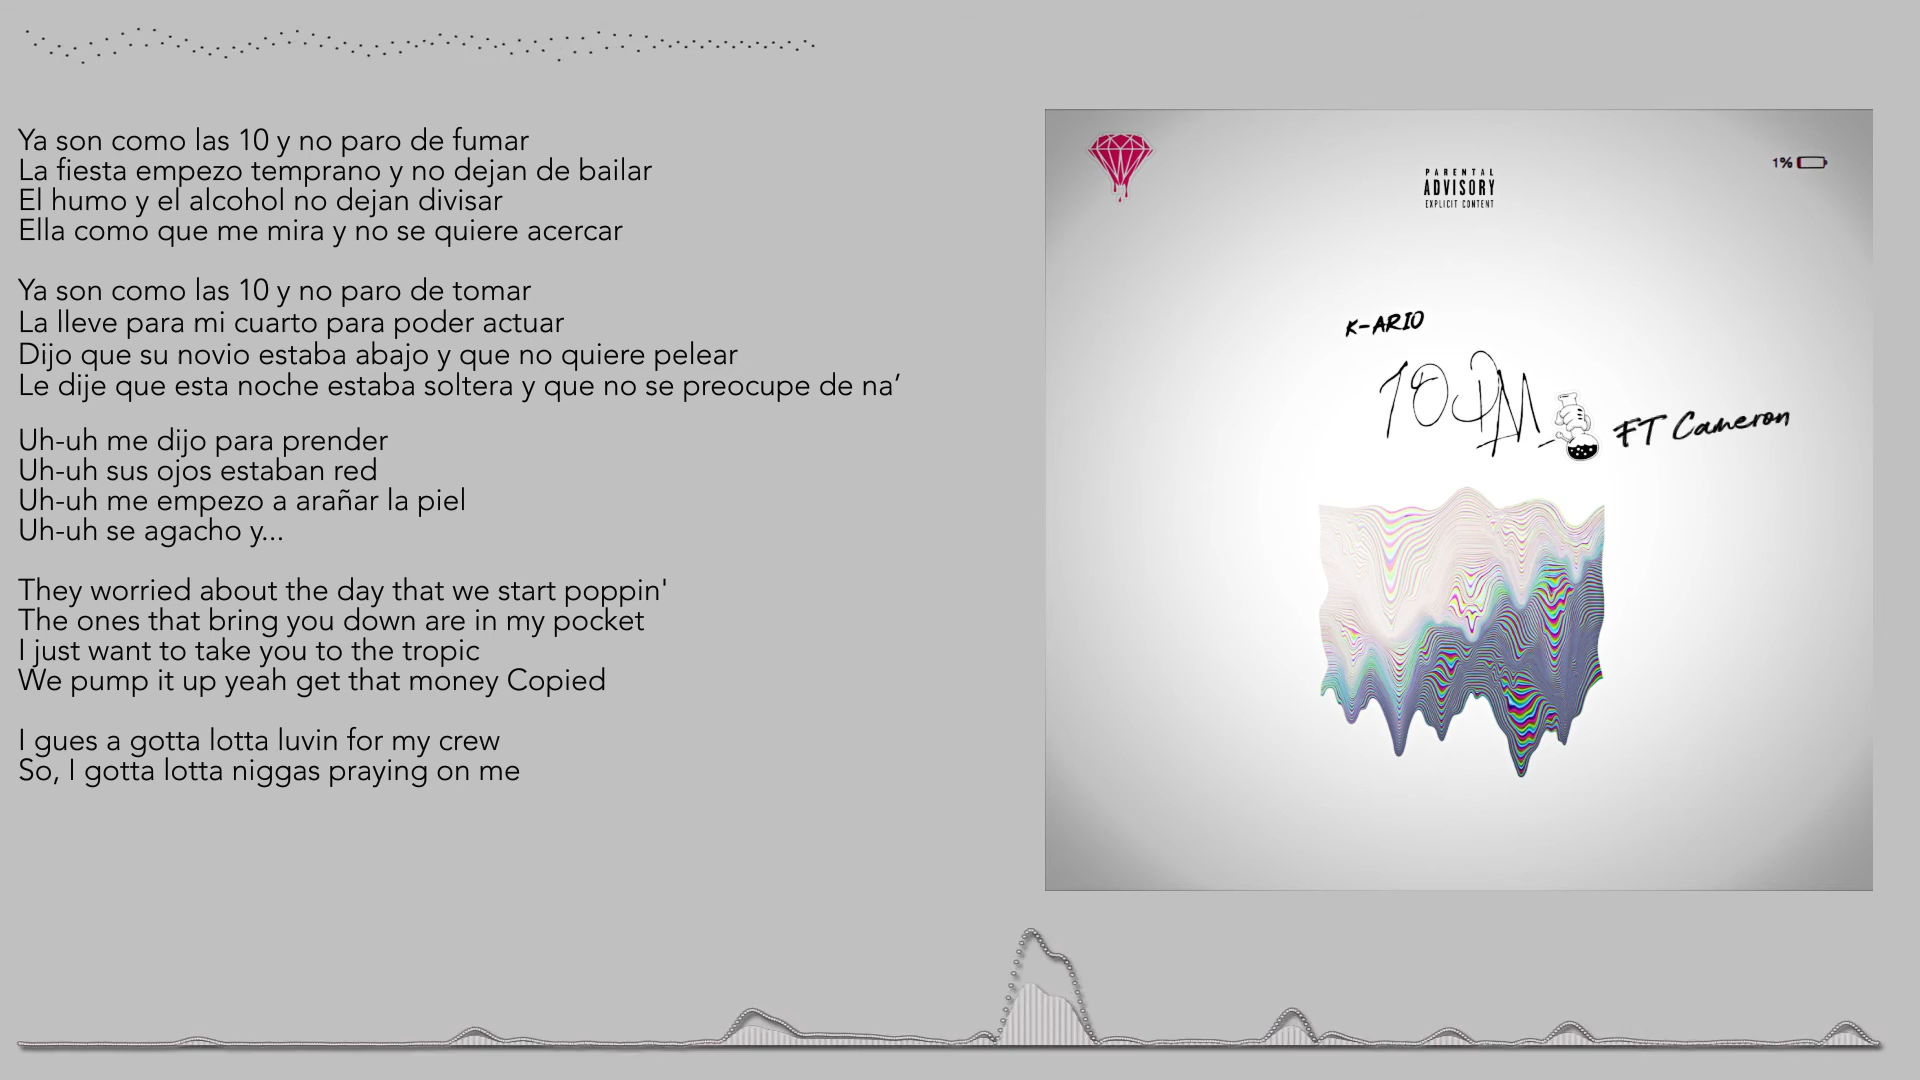 Ya son como las 10 y no paro de fumar
La fiesta empezo temprano y no dejan de bailar
El humo y el alcohol no dejan divisar
Ella como que me mira y no se quiere acercar
Ya son como las 10 y no paro de tomar
La lleve para mi cuarto para poder actuar
Dijo que su novio estaba abajo y que no quiere pelear
Le dije que esta noche estaba soltera y que no se preocupe de na’
Uh-uh me dijo para prender
Uh-uh sus ojos estaban red
Uh-uh me empezo a arañar la piel
Uh-uh se agacho y...
They worried about the day that we start poppin'
The ones that bring you down are in my pocket
I just want to take you to the tropic
We pump it up yeah get that money Copied
I gues a gotta lotta luvin for my crew
So, I gotta lotta niggas praying on me
1%
PARENTAL
ADVISORY
EXPLICIT CONTENT
K-ARIO
10PM
FT Cameron